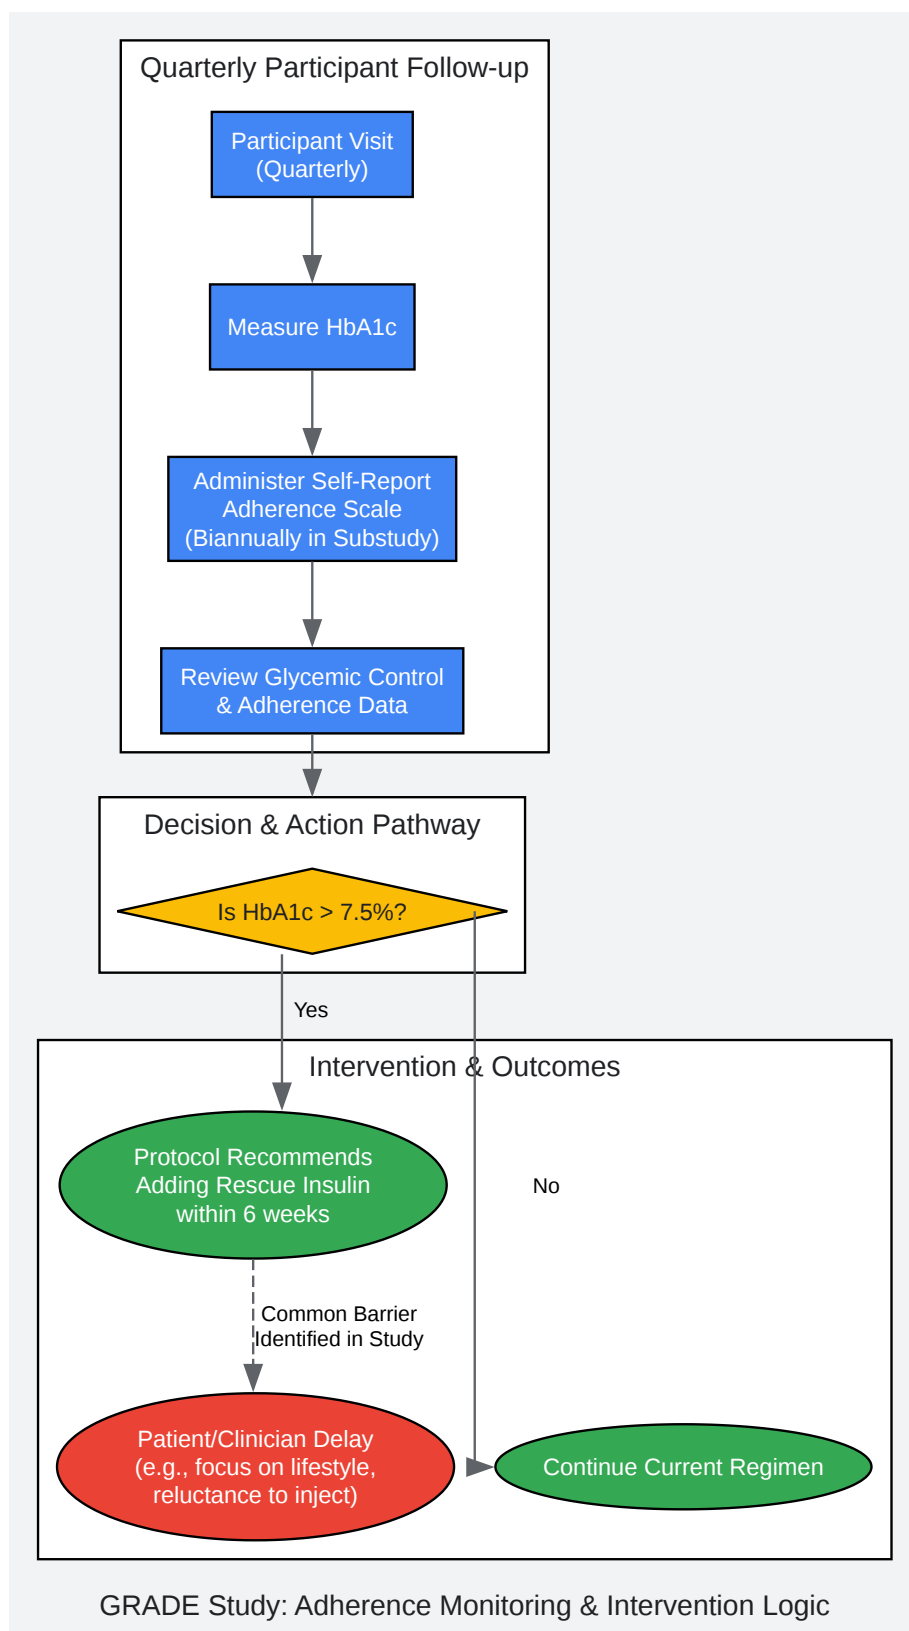 Quarterly Participant Follow-up
Participant Visit
(Quarterly)
Measure HbA1c
Administer Self-Report
Adherence Scale
(Biannually in Substudy)
Review Glycemic Control
& Adherence Data
Decision & Action Pathway
Is HbA1c > 7.5%?
Yes
Intervention & Outcomes
Protocol Recommends
Adding Rescue Insulin
within 6 weeks
No
Common Barrier
Identified in Study
Patient/Clinician Delay
(e.g., focus on lifestyle,
reluctance to inject)
Continue Current Regimen
GRADE Study: Adherence Monitoring & Intervention Logic